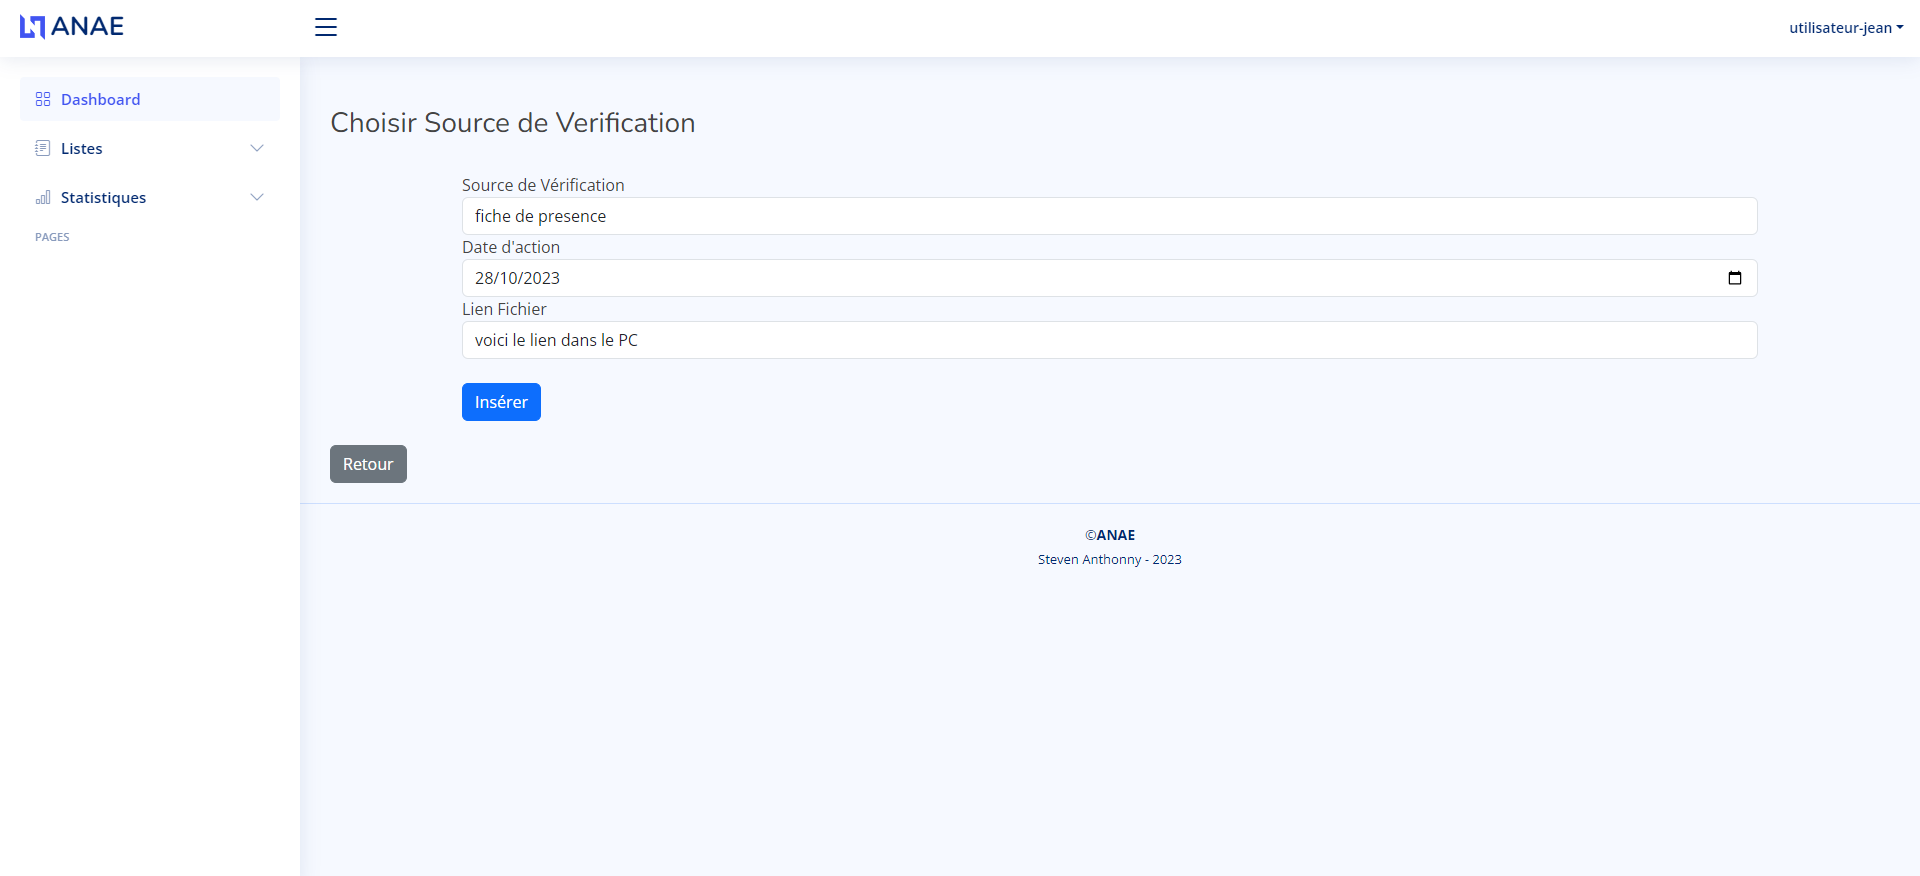 ANAE
utilisateur-jean
Dashboard
Listes
Statistiques
PAGES
Choisir Source de Verification
Source de Vérification
fiche de presence
Date d'action
28/10/2023
Lien Fichier
voici le lien dans le PC
Insérer
Retour
©ANAE
Steven Anthonny - 2023